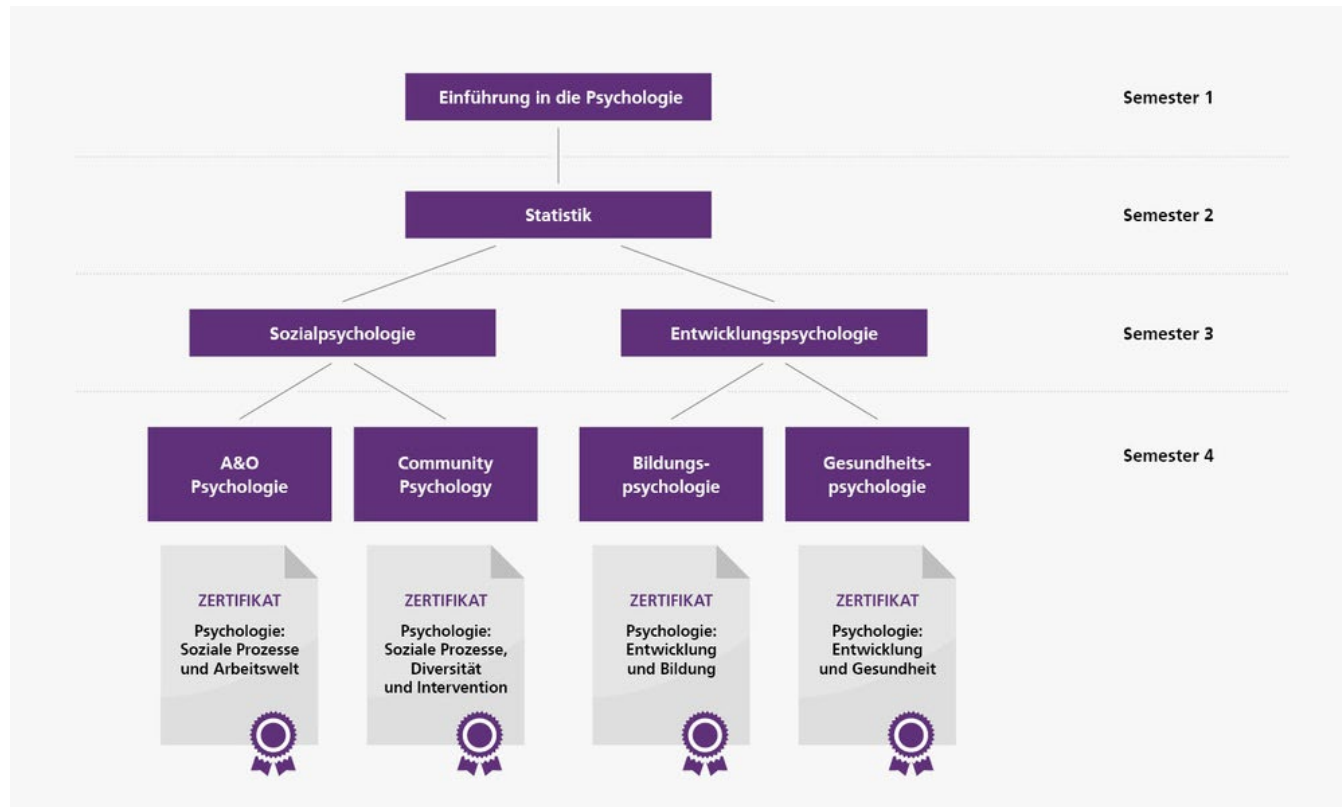 Einführung in die Psychologie
Semester 1
Statistik
Semester 2
Sozialpsychologie
Entwicklungspsychologie
Semester 3
A&O
Psychologie
Community
Psychology
Bildungs-
psychologie
Gesundheits-
psychologie
Semester 4
ZERTIFIKAT
Psychologie:
Soziale Prozesse
und Arbeitswelt
ZERTIFIKAT
Psychologie:
Soziale Prozesse,
Diversität
und Intervention
ZERTIFIKAT
Psychologie:
Entwicklung
und Bildung
ZERTIFIKAT
Psychologie:
Entwicklung
und Gesundheit